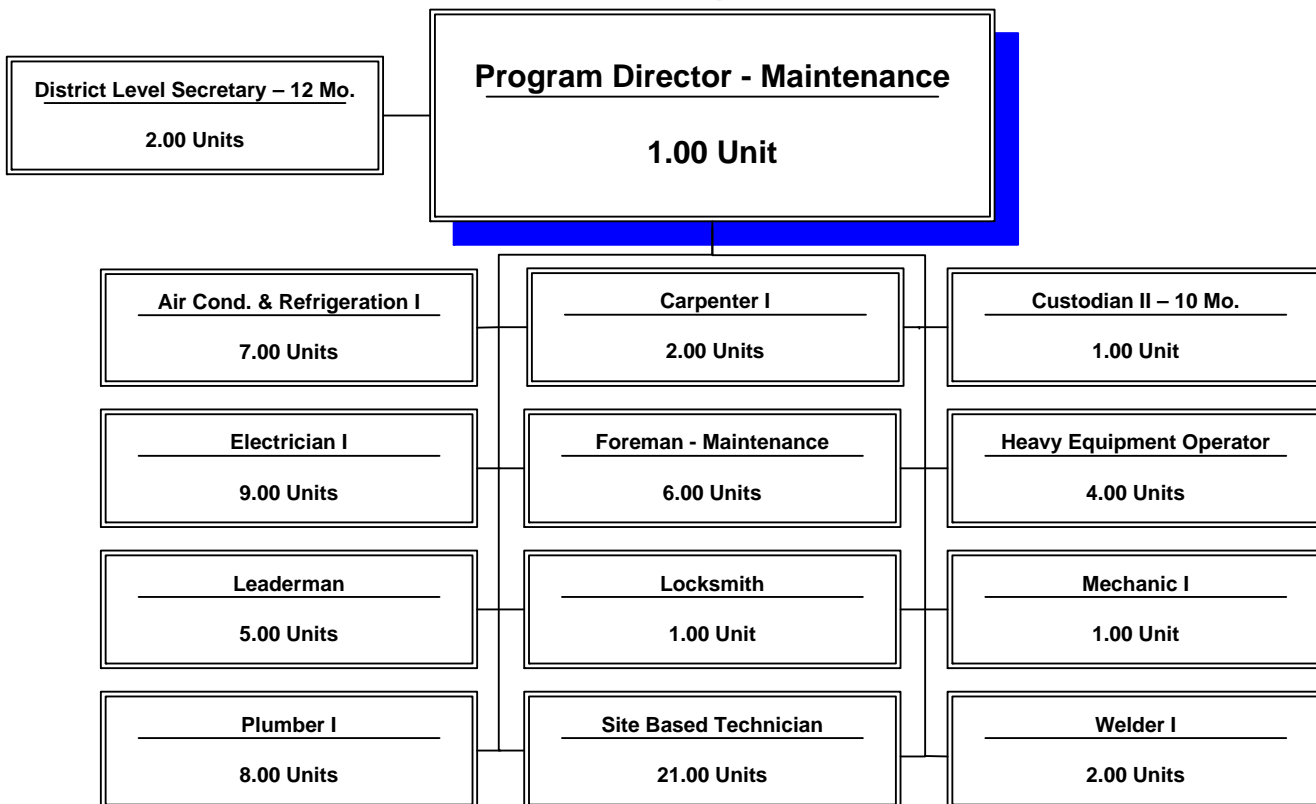 Program Director - Maintenance
1.00 Unit
District Level Secretary – 12 Mo.
2.00 Units
Air Cond. & Refrigeration I
7.00 Units
Carpenter I
2.00 Units
Custodian II – 10 Mo.
1.00 Unit
Electrician I
9.00 Units
Foreman - Maintenance
6.00 Units
Heavy Equipment Operator
4.00 Units
Leaderman
5.00 Units
Locksmith
1.00 Unit
Mechanic I
1.00 Unit
Plumber I
8.00 Units
Site Based Technician
21.00 Units
Welder I
2.00 Units